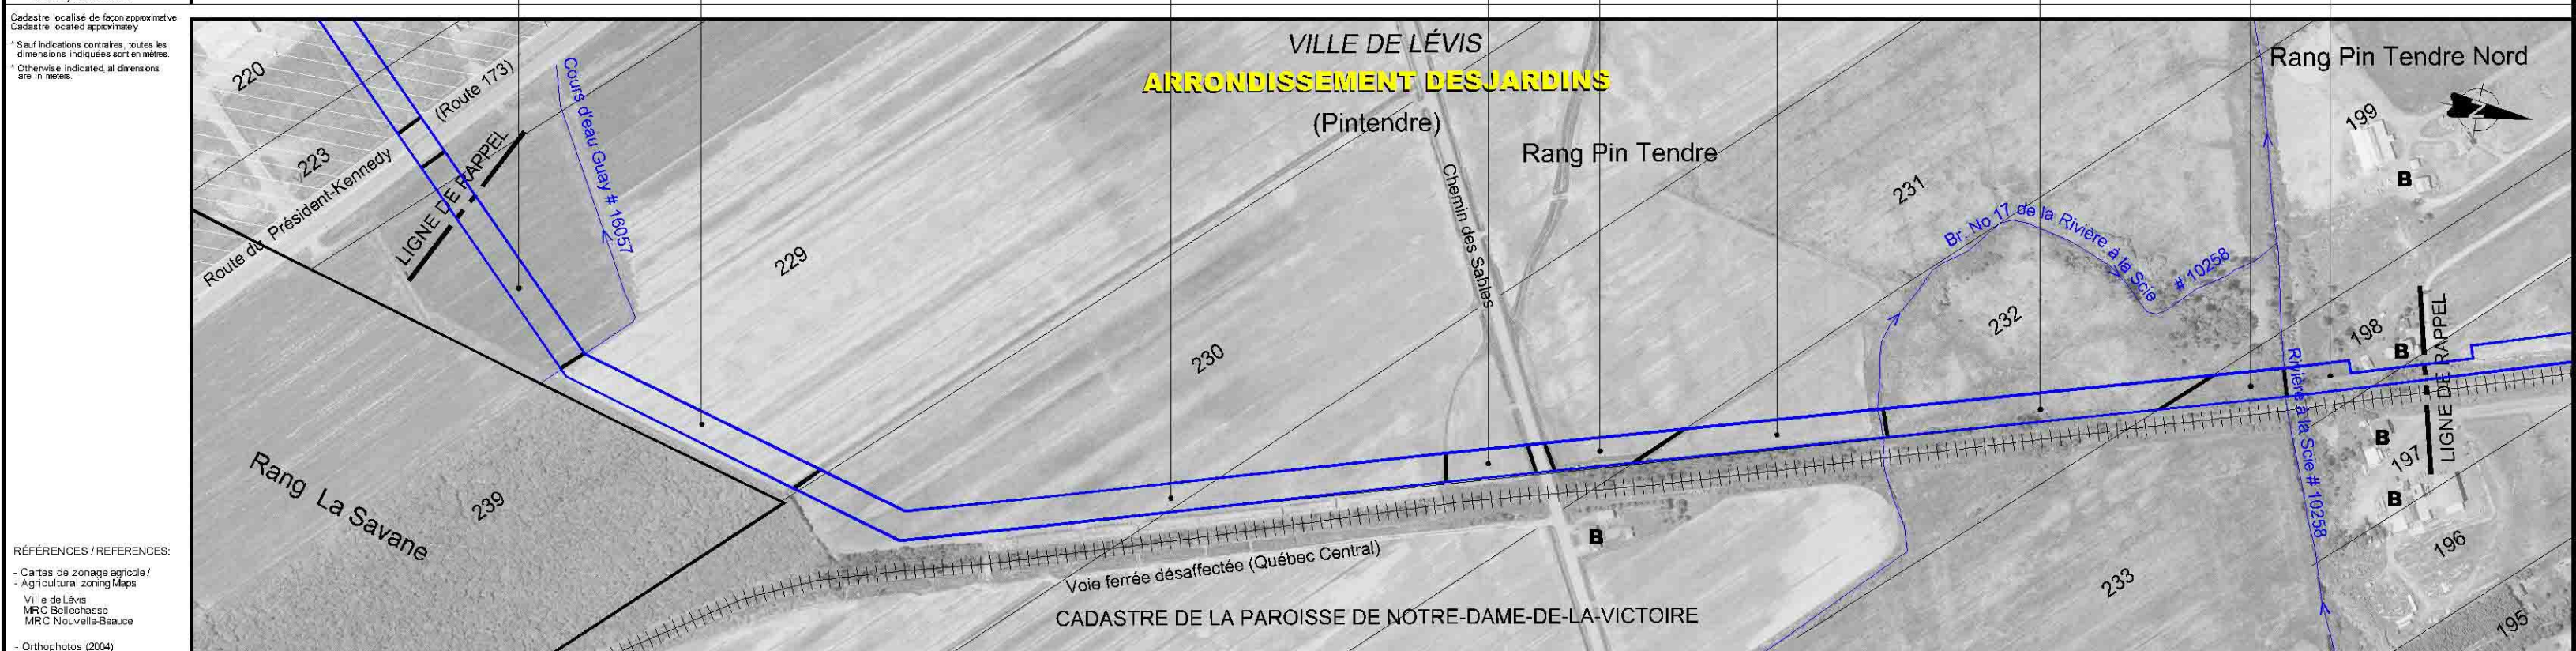 Cadastre localisé de façon approximative
Cadastre located approximately
* Sauf indications contraires, toutes les
dimensions indiquées sont en mètres.
* Otherwise indicated, all dimensions
are in meters.
RÉFÉRENCES / REFERENCES:
- Cartes de zonage agricole /
- Agricultural zoning Maps
Ville de Lévis
MRC Bellechasse
MRC Nouvelle-Beauce
- Orthophotos (2004)
220
223
Route du Président-Kennedy
(Route 173)
LIGNE DE RAPPEL
Cours d'eau Guay # 16057
229
Rang La Savane
239
VILLE DE LÉVIS
ARRONDISSEMENT DESJARDINS
(Pintendre)
Rang Pin Tendre
Chemin des Sables
230
Voie ferrée désaffectée (Québec Central)
CADASTRE DE LA PAROISSE DE NOTRE-DAME-DE-LA-VICTOIRE
B
231
Br. No 17 de la Rivière à la Scie # 10258
232
233
Rang Pin Tendre Nord
199
B
198
B
LIGNE DE RAPPEL
Rivière à la Scie # 10258
B
197
B
196
195